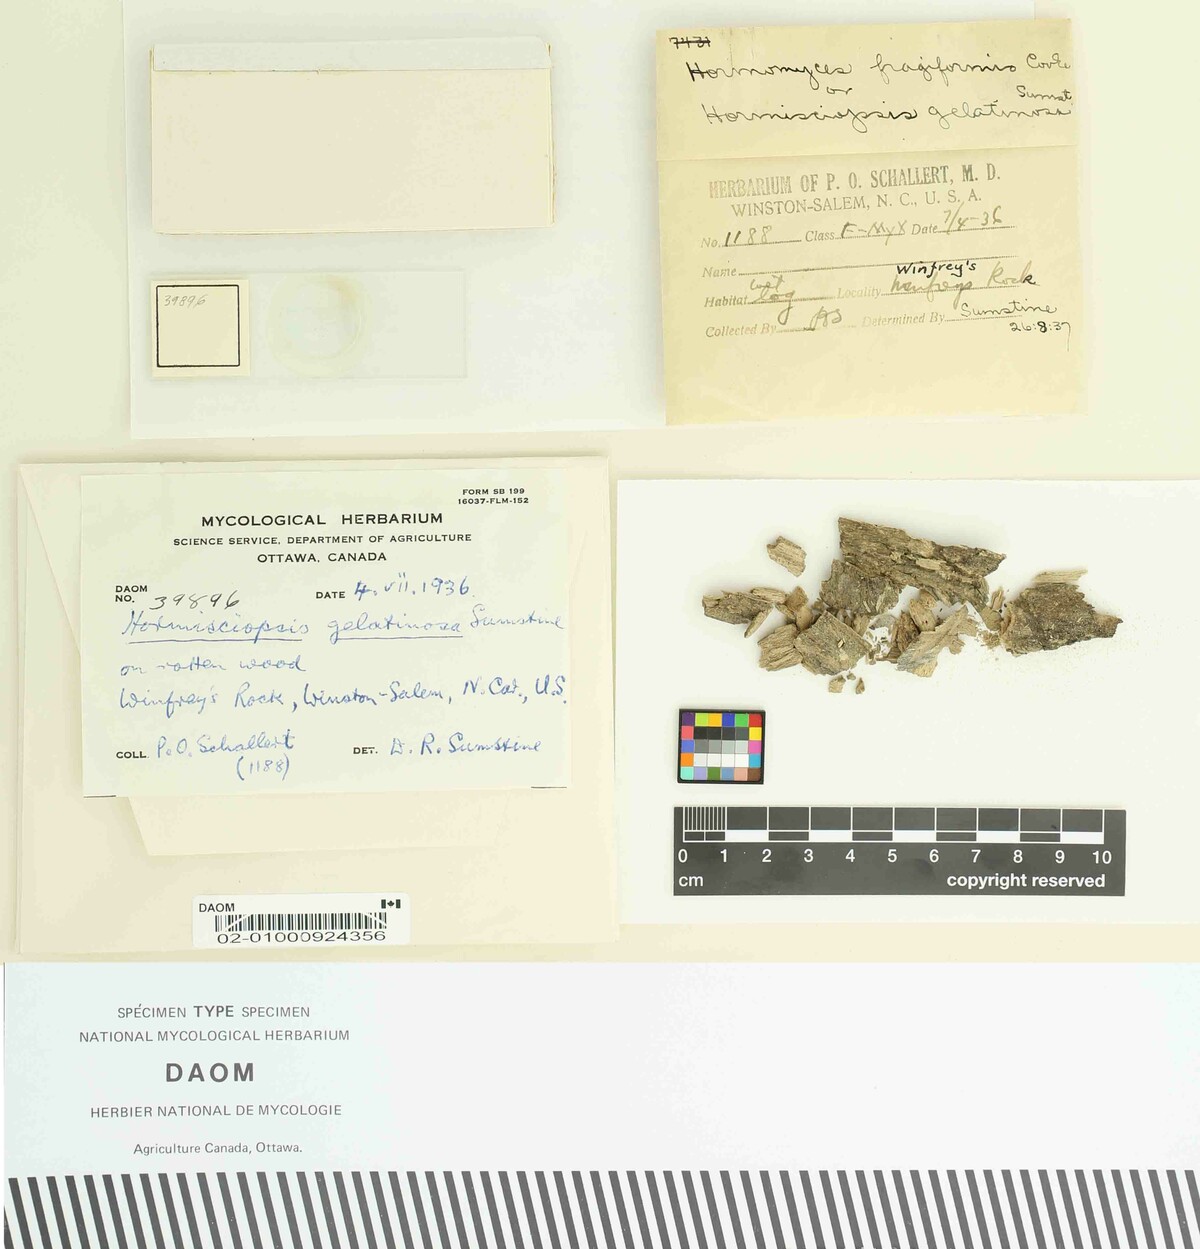 7431
Hormomyces fragiformis Cooke
or
Sumst
Hormisciopsis gelatinosa
HERBARIUM OF P. O. SCHALLERT, M. D.
WINSTON-SALEM, N. C., U. S. A.
No. 1188 Class F-Myx Date 7/4-36
Name
Winfrey's
Habitat wet log Locality Rock
Collected By POS Determined By Sumstine
26:8:37
39896
FORM SB 199
16037-FLM-152
MYCOLOGICAL HERBARIUM
SCIENCE SERVICE, DEPARTMENT OF AGRICULTURE
OTTAWA, CANADA
DAOM NO. 39896 DATE 4.vii.1936.
Hormisciopsis gelatinosa Sumstine
on rotten wood
Winfrey's Rock, Winston-Salem, N. Car., U.S.
COLL. P.O. Schallert DET. D. R. Sumstine
(1188)
DAOM
02-01000924356
0 1 2 3 4 5 6 7 8 9 10
cm copyright reserved
SPÉCIMEN TYPE SPECIMEN
NATIONAL MYCOLOGICAL HERBARIUM
DAOM
HERBIER NATIONAL DE MYCOLOGIE
Agriculture Canada, Ottawa.